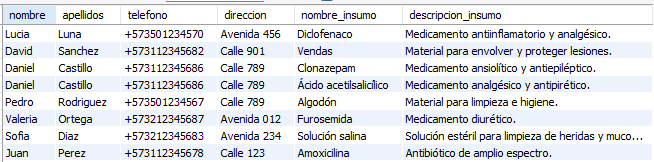 nombre apellidos telefono direccion nombre_insumo descripcion_insumo
Lucia Luna +573501234570 Avenida 456 Diclofenaco Medicamento antiinflamatorio y analgésico.
David Sanchez +573112345682 Calle 901 Vendas Material para envolver y proteger lesiones.
Daniel Castillo +573112345686 Calle 789 Clonazepam Medicamento ansiolítico y antiepiléptico.
Daniel Castillo +573112345686 Calle 789 Ácido acetilsalicílico Medicamento analgésico y antipirético.
Pedro Rodriguez +573501234567 Calle 789 Algodón Material para limpieza e higiene.
Valeria Ortega +573212345687 Avenida 012 Furosemida Medicamento diurético.
Sofia Diaz +573212345683 Avenida 234 Solución salina Solución estéril para limpieza de heridas y muco...
Juan Perez +573112345678 Calle 123 Amoxicilina Antibiótico de amplio espectro.